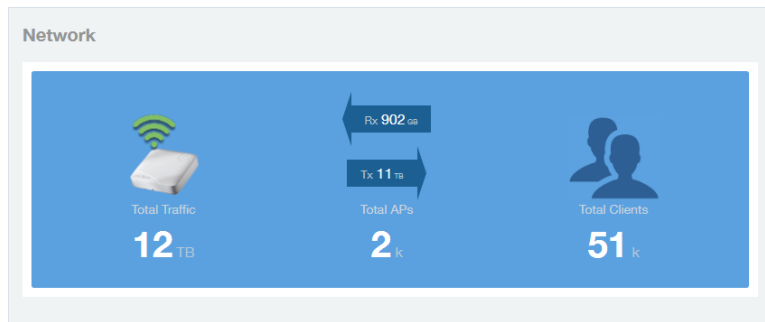 Network
Rx 902 GB
Tx 11 TB
Total Traffic
Total APs
Total Clients
12 TB
2 k
51 k